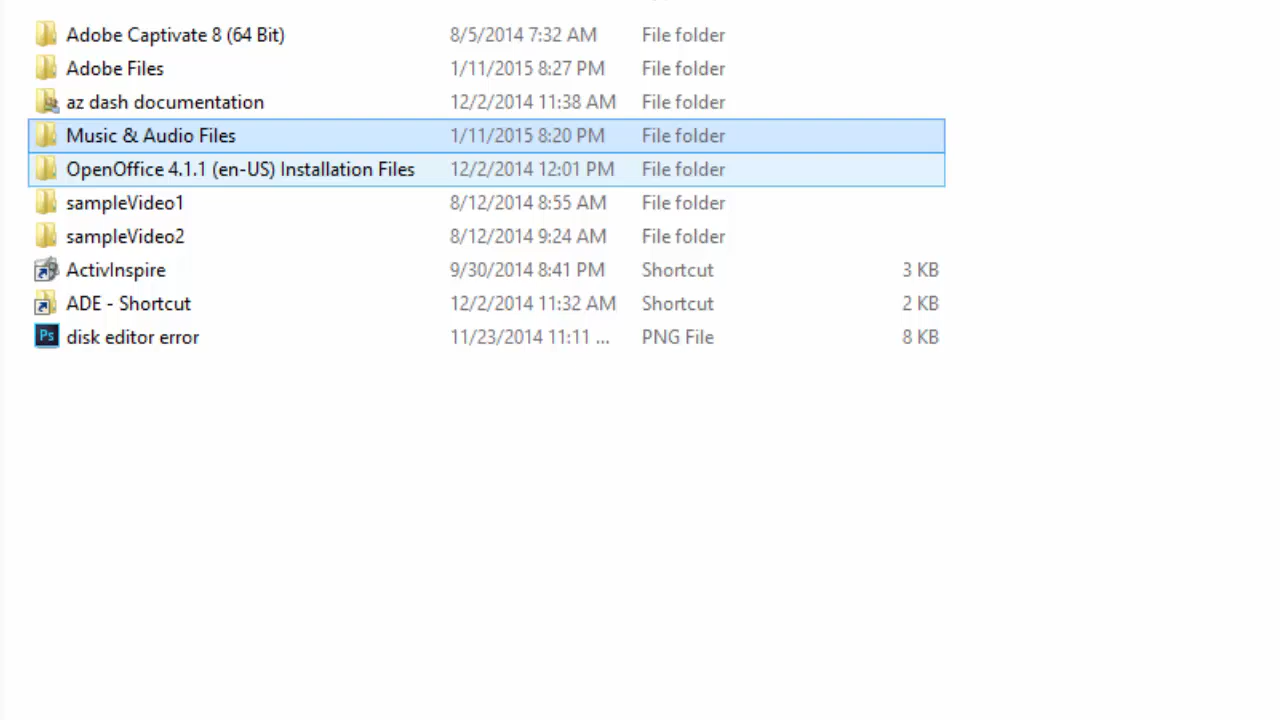 Adobe Captivate 8 (64 Bit) 8/5/2014 7:32 AM File folder
Adobe Files 1/11/2015 8:27 PM File folder
az dash documentation 12/2/2014 11:38 AM File folder
Music & Audio Files 1/11/2015 8:20 PM File folder
OpenOffice 4.1.1 (en-US) Installation Files 12/2/2014 12:01 PM File folder
sampleVideo1 8/12/2014 8:55 AM File folder
sampleVideo2 8/12/2014 9:24 AM File folder
ActivInspire 9/30/2014 8:41 PM Shortcut 3 KB
ADE - Shortcut 12/2/2014 11:32 AM Shortcut 2 KB
Ps disk editor error 11/23/2014 11:11 ... PNG File 8 KB